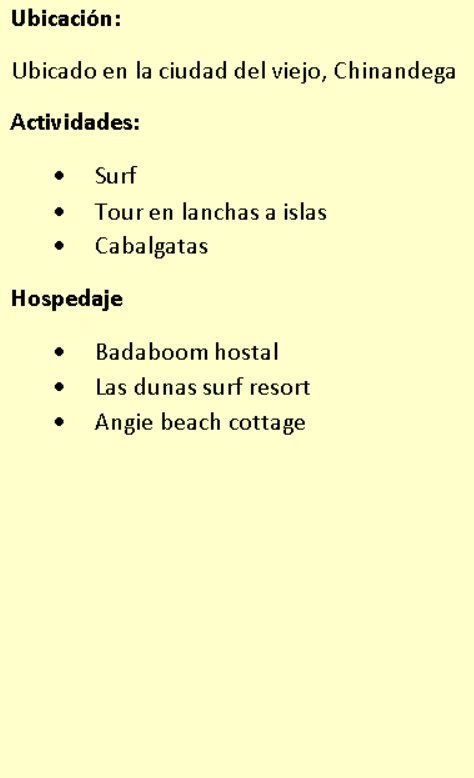 Ubicación:
Ubicado en la ciudad del viejo, Chinandega
Actividades:
• Surf
• Tour en lanchas a islas
• Cabalgatas
Hospedaje
• Badaboom hostal
• Las dunas surf resort
• Angie beach cottage